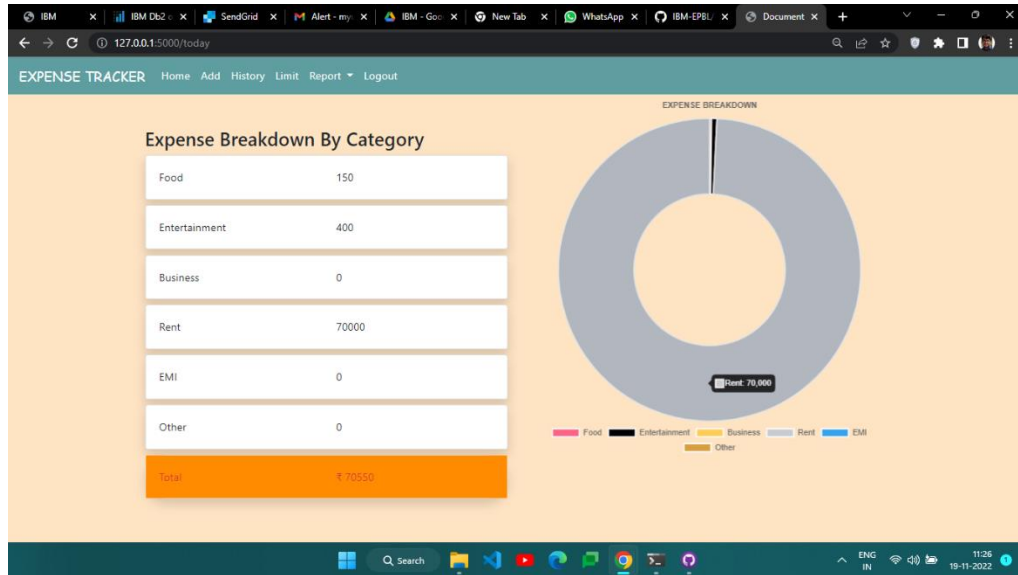 IBM
IBM Db2 o
SendGrid
Alert - my
IBM - Goo
New Tab
WhatsApp
IBM-EPBL/
Document
127.0.0.1:5000/today
EXPENSE TRACKER Home Add History Limit Report Logout
EXPENSE BREAKDOWN
Expense Breakdown By Category
Food 150
Entertainment 400
Business 0
Rent 70000
EMI 0
Other 0
Total ₹ 70550
Rent: 70,000
Food Entertainment Business Rent EMI
Other
Search
ENG
IN
11:26
19-11-2022
1